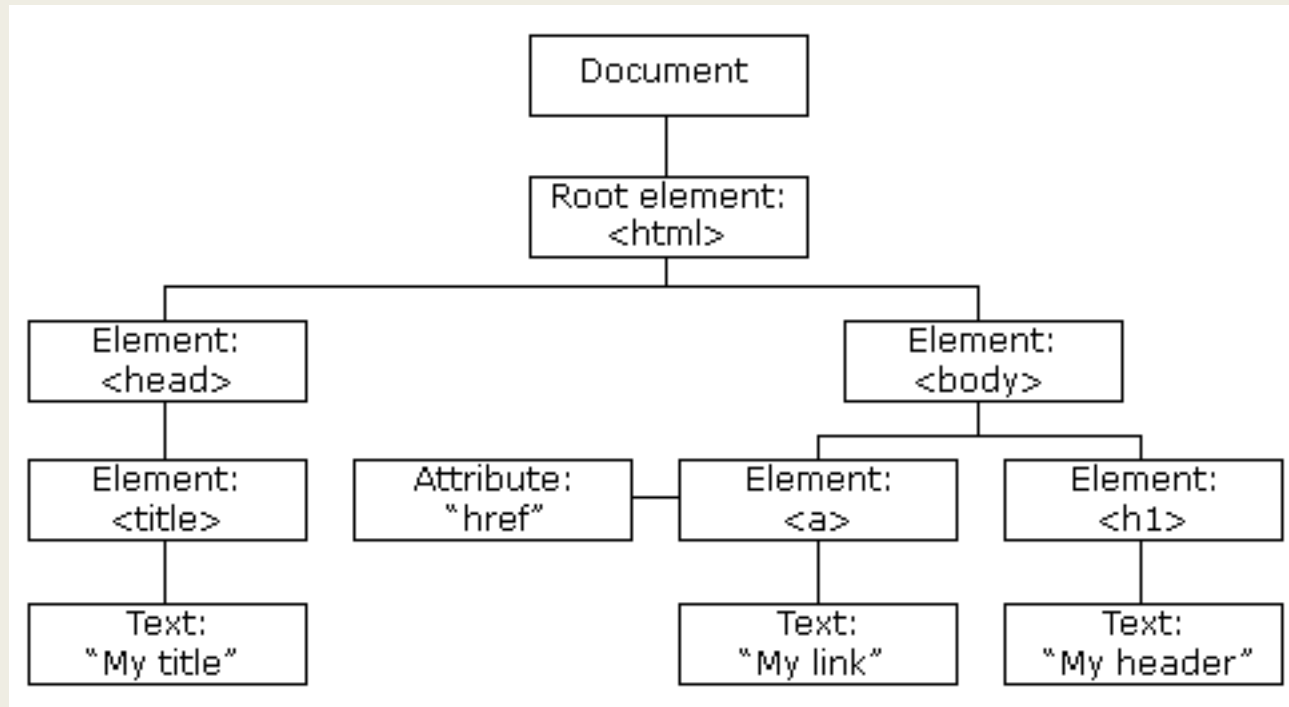 Document
Root element:
<html>
Element:
<head>
Element:
<body>
Element:
<title>
Attribute:
“href”
Element:
<a>
Element:
<h1>
Text:
“My title”
Text:
“My link”
Text:
“My header”